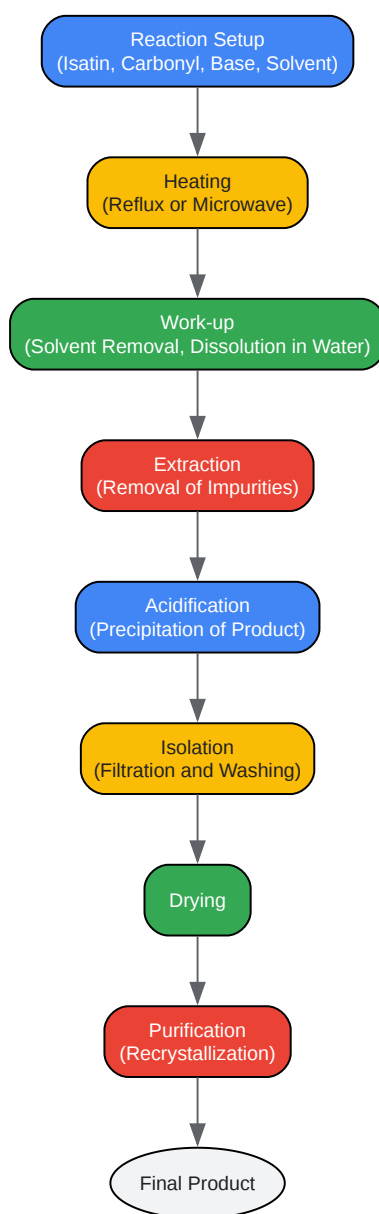 Reaction Setup
(Isatin, Carbonyl, Base, Solvent)
Heating
(Reflux or Microwave)
Work-up
(Solvent Removal, Dissolution in Water)
Extraction
(Removal of Impurities)
Acidification
(Precipitation of Product)
Isolation
(Filtration and Washing)
Drying
Purification
(Recrystallization)
Final Product